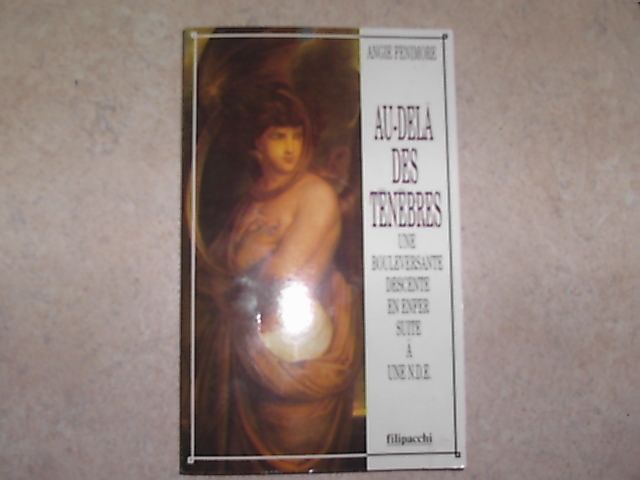 ANGIE FENIMORE
AU-DELÀ
DES
TÉNÈBRES
UNE
BOULEVERSANTE
DESCENTE
EN ENFER
SUITE
À
UNE N.D.E.
filipacchi